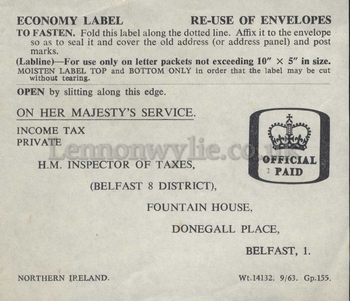 ECONOMY LABEL RE-USE OF ENVELOPES
TO FASTEN. Fold this label along the dotted line. Affix it to the envelope
so as to seal it and cover the old address (or address panel) and post
marks.
(Labline)—For use only on letter packets not exceeding 10" × 5" in size.
MOISTEN LABEL TOP and BOTTOM ONLY in order that the label may be cut
without tearing.
OPEN by slitting along this edge.
ON HER MAJESTY'S SERVICE.
INCOME TAX
PRIVATE
Lennonwylie.co.uk
H.M. INSPECTOR OF TAXES,
(BELFAST 8 DISTRICT),
FOUNTAIN HOUSE,
DONEGALL PLACE,
BELFAST, 1.
OFFICIAL
PAID
NORTHERN IRELAND. Wt.14132. 9/63. Gp.155.